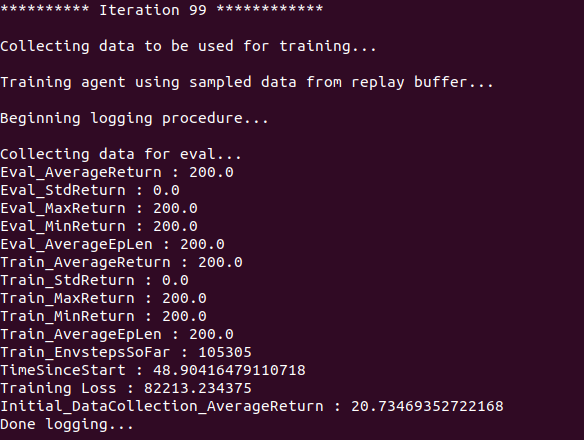 ********** Iteration 99 ************
Collecting data to be used for training...
Training agent using sampled data from replay buffer...
Beginning logging procedure...
Collecting data for eval...
Eval_AverageReturn : 200.0
Eval_StdReturn : 0.0
Eval_MaxReturn : 200.0
Eval_MinReturn : 200.0
Eval_AverageEpLen : 200.0
Train_AverageReturn : 200.0
Train_StdReturn : 0.0
Train_MaxReturn : 200.0
Train_MinReturn : 200.0
Train_AverageEpLen : 200.0
Train_EnvstepsSoFar : 105305
TimeSinceStart : 48.90416479110718
Training Loss : 82213.234375
Initial_DataCollection_AverageReturn : 20.73469352722168
Done logging...